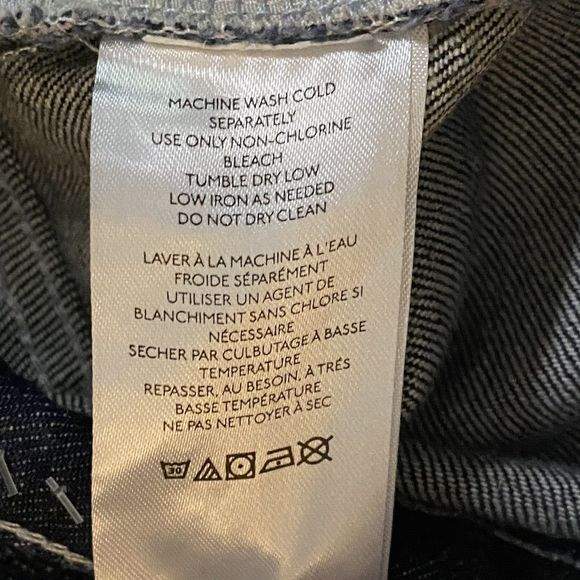 MACHINE WASH COLD
SEPARATELY
USE ONLY NON-CHLORINE
BLEACH
TUMBLE DRY LOW
LOW IRON AS NEEDED
DO NOT DRY CLEAN
LAVER À LA MACHINE À L'EAU
FROIDE SÉPARÉMENT
UTILISER UN AGENT DE
BLANCHIMENT SANS CHLORE SI
NÉCESSAIRE
SECHER PAR CULBUTAGE À BASSE
TEMPERATURE
REPASSER, AU BESOIN, À TRÉS
BASSE TEMPÉRATURE
NE PAS NETTOYER À SEC
30